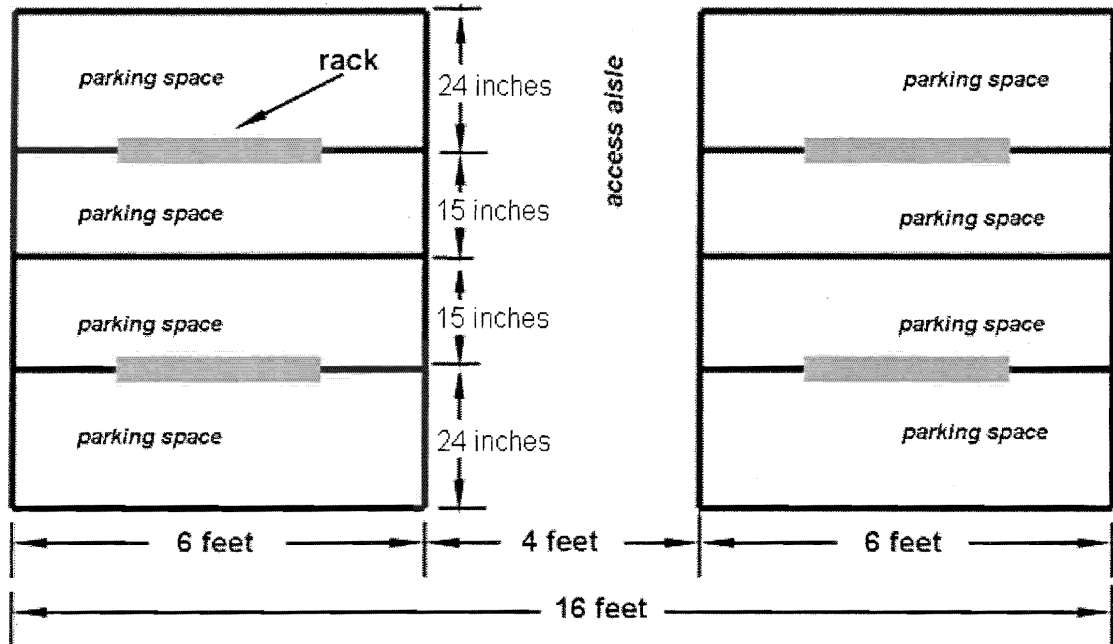 rack
parking space
24 inches
access aisle
parking space
parking space
15 inches
parking space
parking space
15 inches
parking space
parking space
24 inches
parking space
6 feet
4 feet
6 feet
16 feet